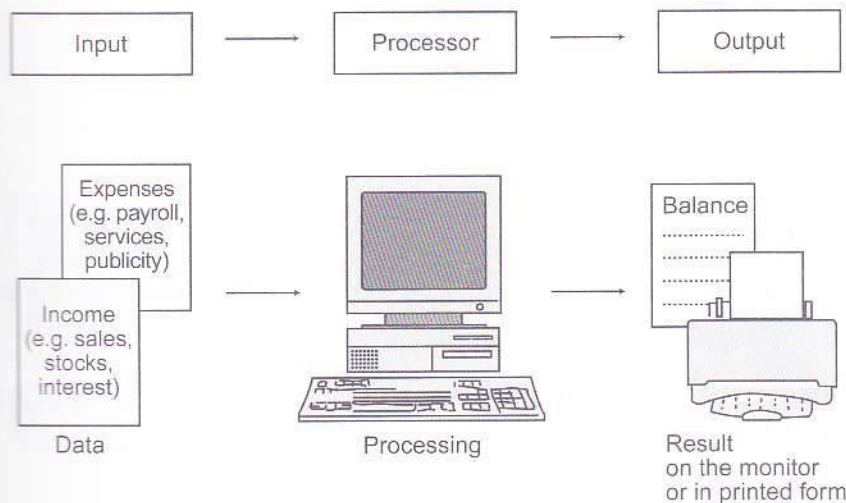 Input
Processor
Output
Expenses
(e.g. payroll,
services,
publicity)
Income
(e.g. sales,
stocks,
interest)
Data
Processing
Balance
Result
on the monitor
or in printed form